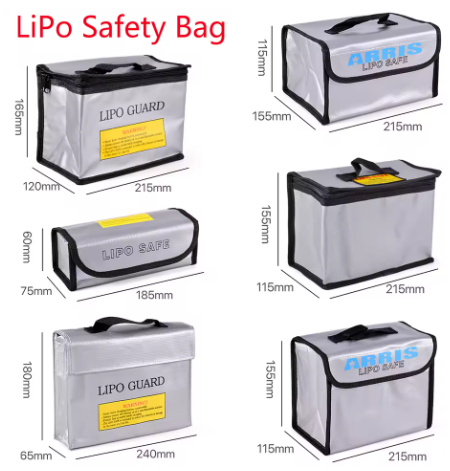 LiPo Safety Bag
165mm
LIPO GUARD
WARNING!
120mm
215mm
115mm
ARRIS
LIPO SAFE
155mm
215mm
60mm
LIPO SAFE
75mm
185mm
155mm
115mm
215mm
180mm
LIPO GUARD
WARNING!
65mm
240mm
155mm
ARRIS
LIPO SAFE
115mm
215mm